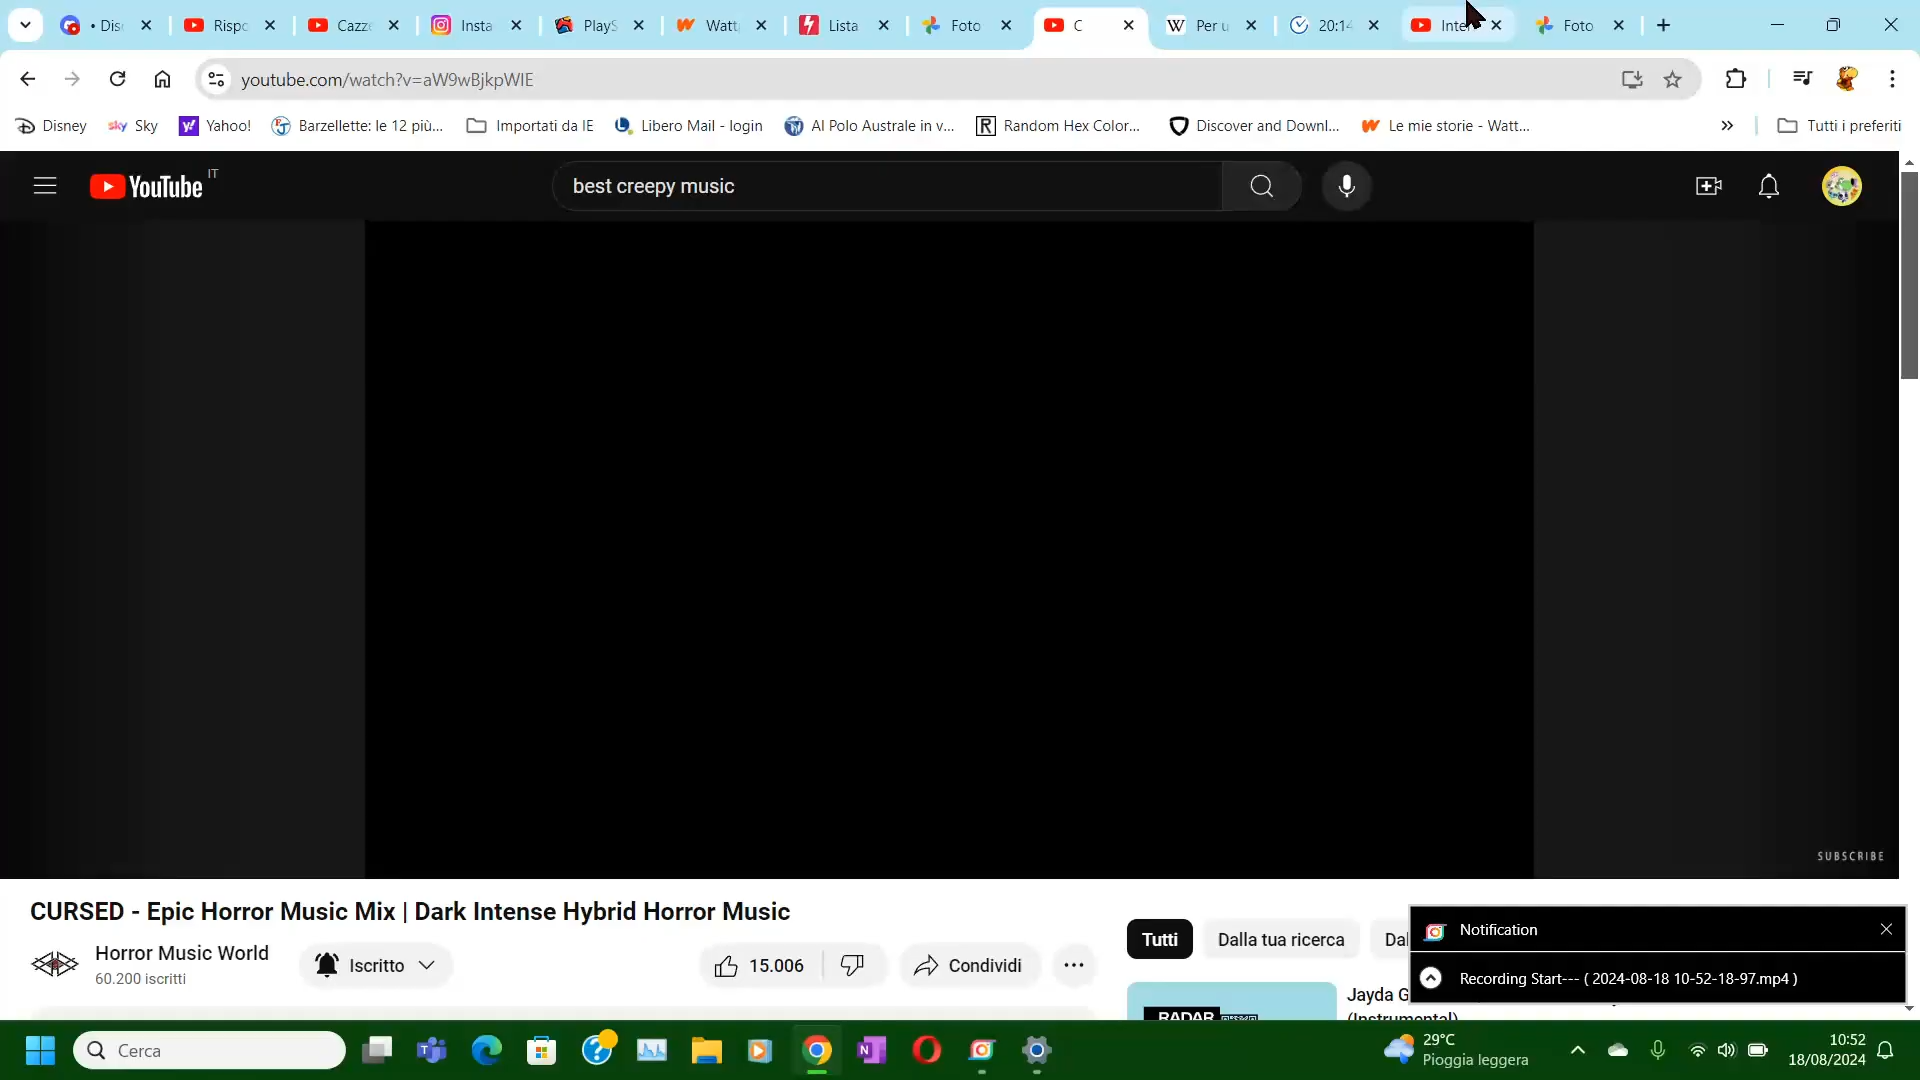 Dis
Rispo
Cazze
Insta
PlayS
Watt
Lista
Foto
C
Per u
20:14
Inte
Foto
youtube.com/watch?v=aW9wBjkpWIE
Disney
sky Sky
Yahoo!
Barzellette: le 12 più...
Importati da IE
Libero Mail - login
Al Polo Australe in v...
Random Hex Color...
Discover and Downl...
Le mie storie - Watt...
Tutti i preferiti
YouTube IT
best creepy music
SUBSCRIBE
CURSED - Epic Horror Music Mix | Dark Intense Hybrid Horror Music
Horror Music World
60.200 iscritti
Iscritto
15.006
Condividi
Tutti
Dalla tua ricerca
Dal
Jayda G
(Instrumental)
RADAR
Notification
Recording Start--- ( 2024-08-18 10-52-18-97.mp4 )
Cerca
29°C
Pioggia leggera
10:52
18/08/2024